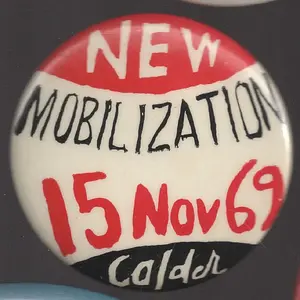 NEW
MOBILIZATION
15 Nov 69
Calder